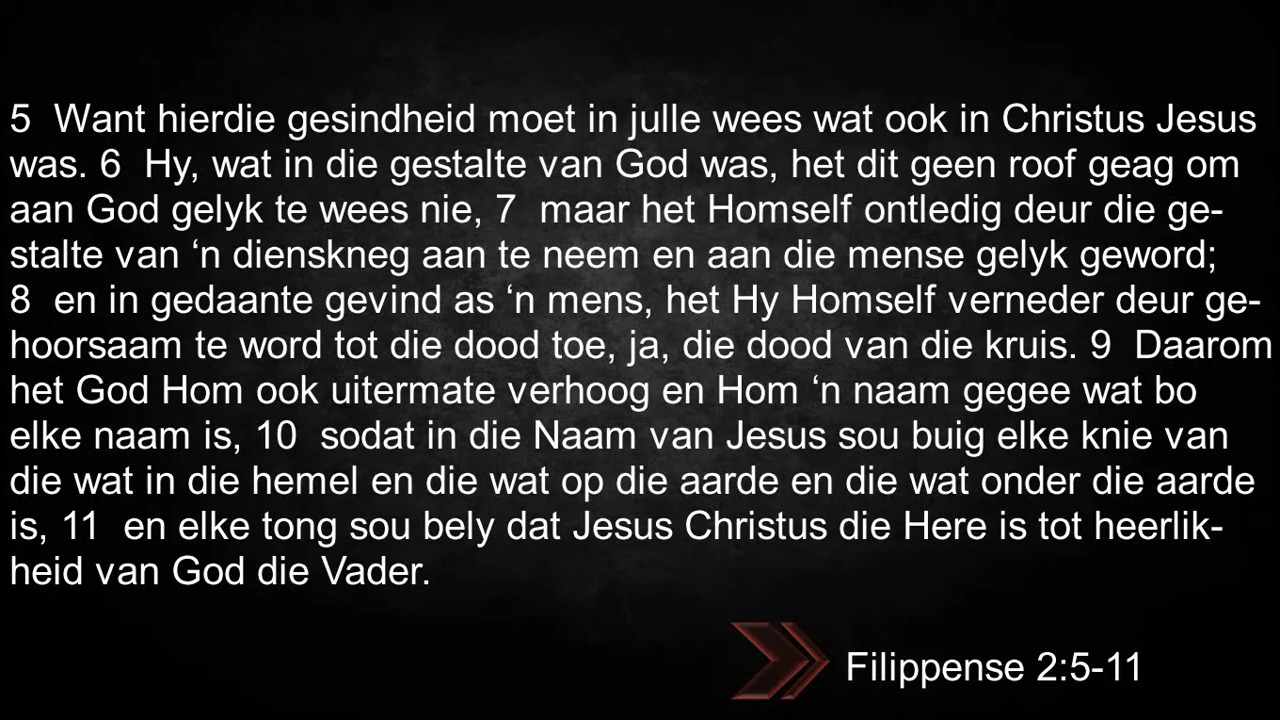 5  Want hierdie gesindheid moet in julle wees wat ook in Christus Jesus
was. 6  Hy, wat in die gestalte van God was, het dit geen roof geag om
aan God gelyk te wees nie, 7  maar het Homself ontledig deur die ge-
stalte van ‘n dienskneg aan te neem en aan die mense gelyk geword;
8  en in gedaante gevind as ‘n mens, het Hy Homself verneder deur ge-
hoorsaam te word tot die dood toe, ja, die dood van die kruis. 9  Daarom
het God Hom ook uitermate verhoog en Hom ‘n naam gegee wat bo
elke naam is, 10  sodat in die Naam van Jesus sou buig elke knie van
die wat in die hemel en die wat op die aarde en die wat onder die aarde
is, 11  en elke tong sou bely dat Jesus Christus die Here is tot heerlik-
heid van God die Vader.
Filippense 2:5-11